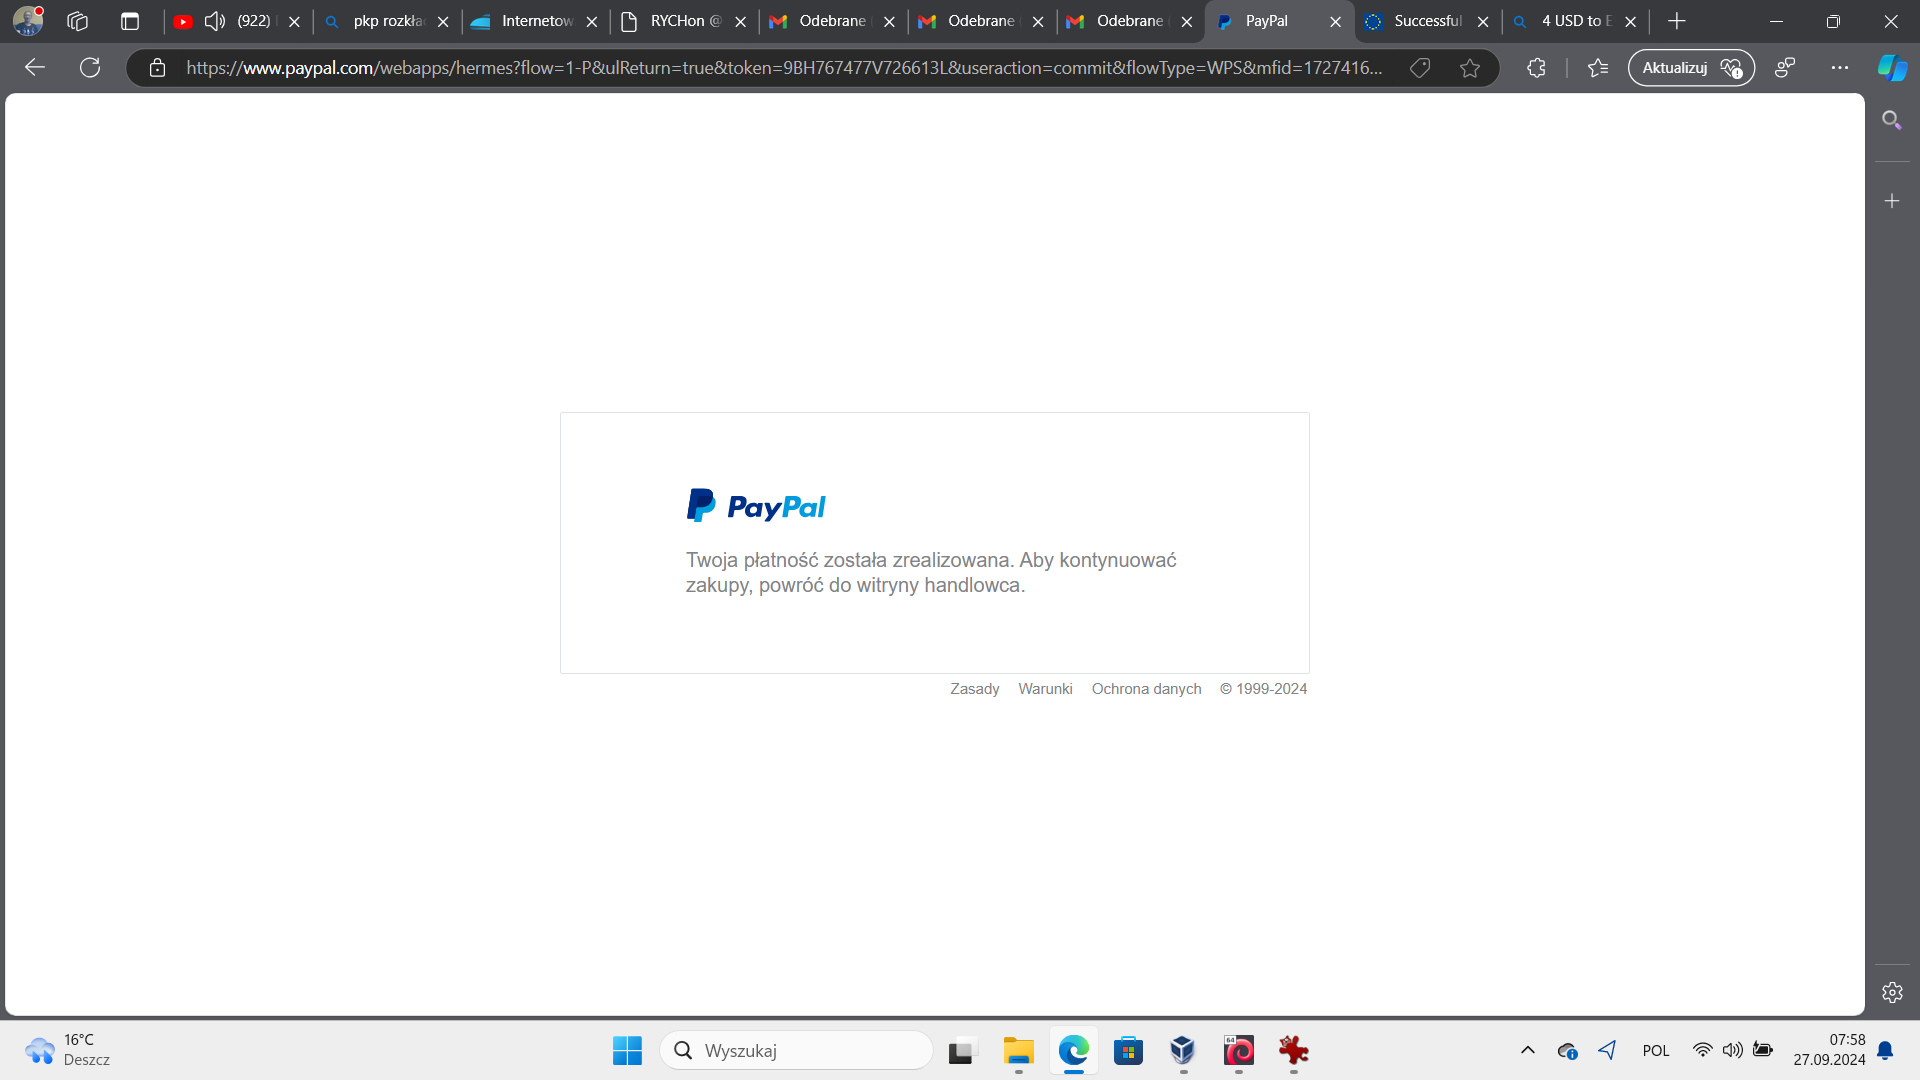 (922)
pkp rozkła
Internetow
RYCHon @
Odebrane
Odebrane
Odebrane
PayPal
Successful
4 USD to E
https://www.paypal.com/webapps/hermes?flow=1-P&ulReturn=true&token=9BH767477V726613L&useraction=commit&flowType=WPS&mfid=1727416...
Aktualizuj
PayPal
Twoja płatność została zrealizowana. Aby kontynuować
zakupy, powróć do witryny handlowca.
Zasady Warunki Ochrona danych © 1999-2024
16°C
Deszcz
Wyszukaj
64
POL
07:58
27.09.2024